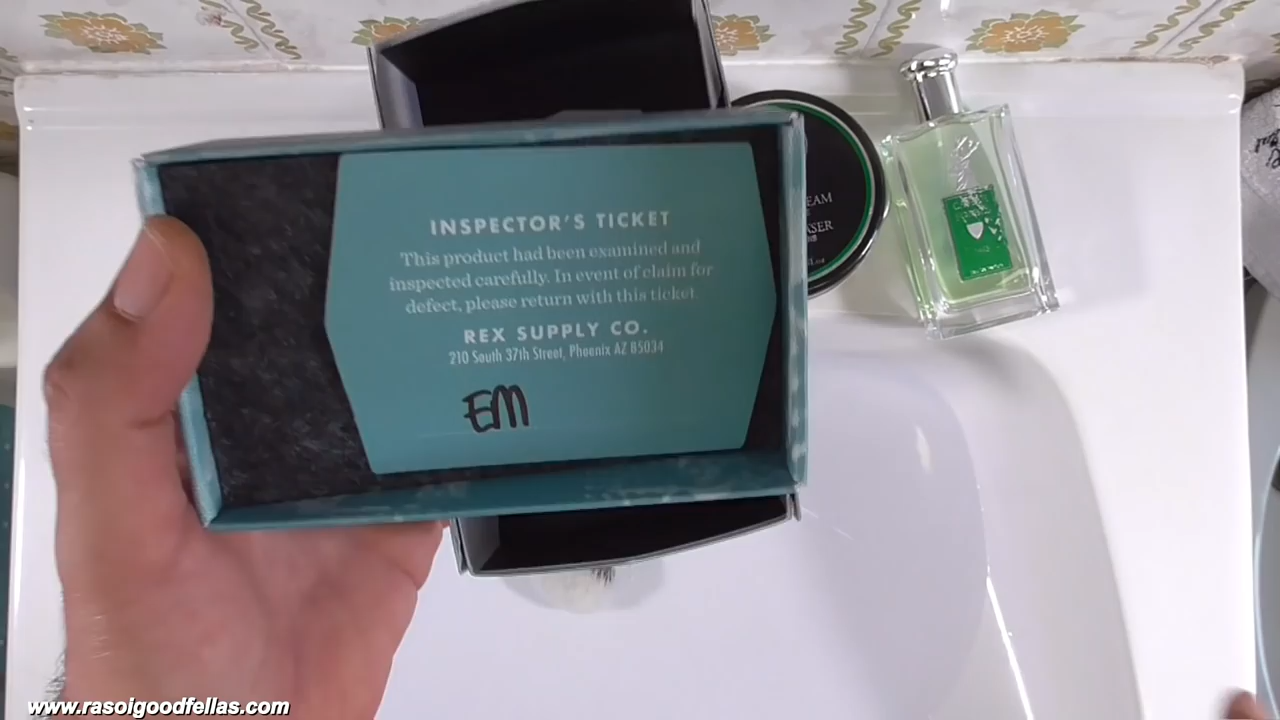 INSPECTOR'S TICKET
This product had been examined and
inspected carefully. In event of claim for
defect, please return with this ticket.
REX SUPPLY CO.
210 South 37th Street, Phoenix AZ 85034
EM
www.rasoigoodfellas.com